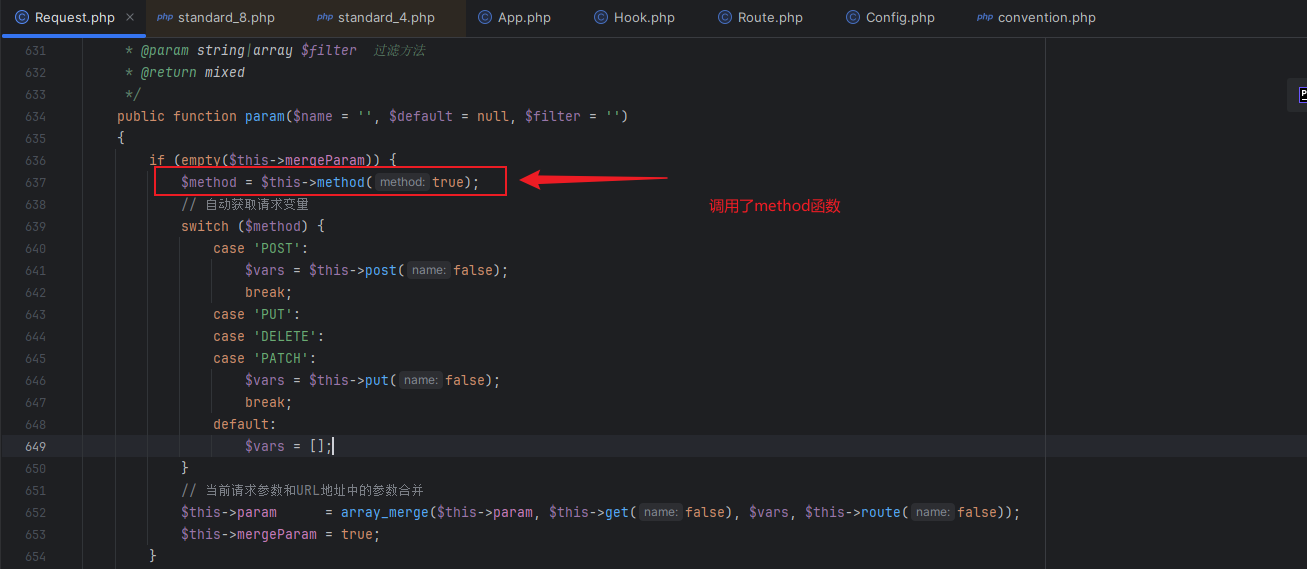 Request.php × php standard_8.php php standard_4.php C App.php C Hook.php C Route.php C Config.php php convention.php
631 * @param string|array $filter 过滤方法
632 * @return mixed
633 */
634 public function param($name = '', $default = null, $filter = '')
635 {
636 if (empty($this->mergeParam)) {
637 $method = $this->method( method: true);
638 // 自动获取请求变量
调用了method函数
639 switch ($method) {
640 case 'POST':
641 $vars = $this->post( name: false);
642 break;
643 case 'PUT':
644 case 'DELETE':
645 case 'PATCH':
646 $vars = $this->put( name: false);
647 break;
648 default:
649 $vars = [];
650 }
651 // 当前请求参数和URL地址中的参数合并
652 $this->param = array_merge($this->param, $this->get( name: false), $vars, $this->route( name: false));
653 $this->mergeParam = true;
654 }